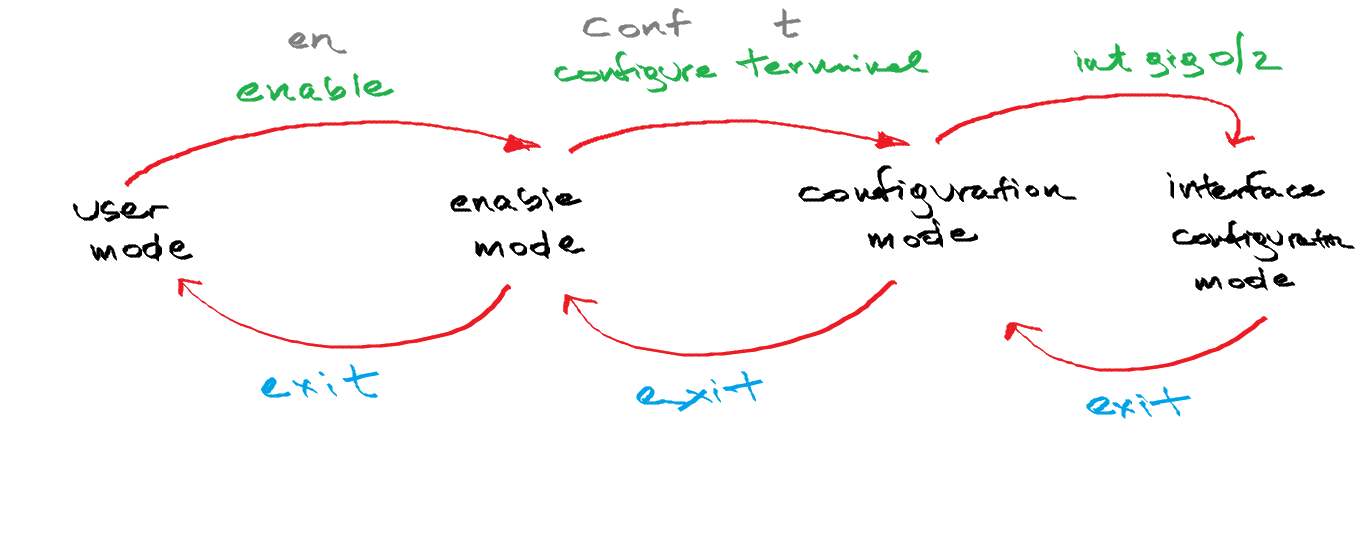 en
conf t
enable
configure terminal
int gig 0/2
user
mode
enable
mode
configuration
mode
interface
configuration
mode
exit
exit
exit